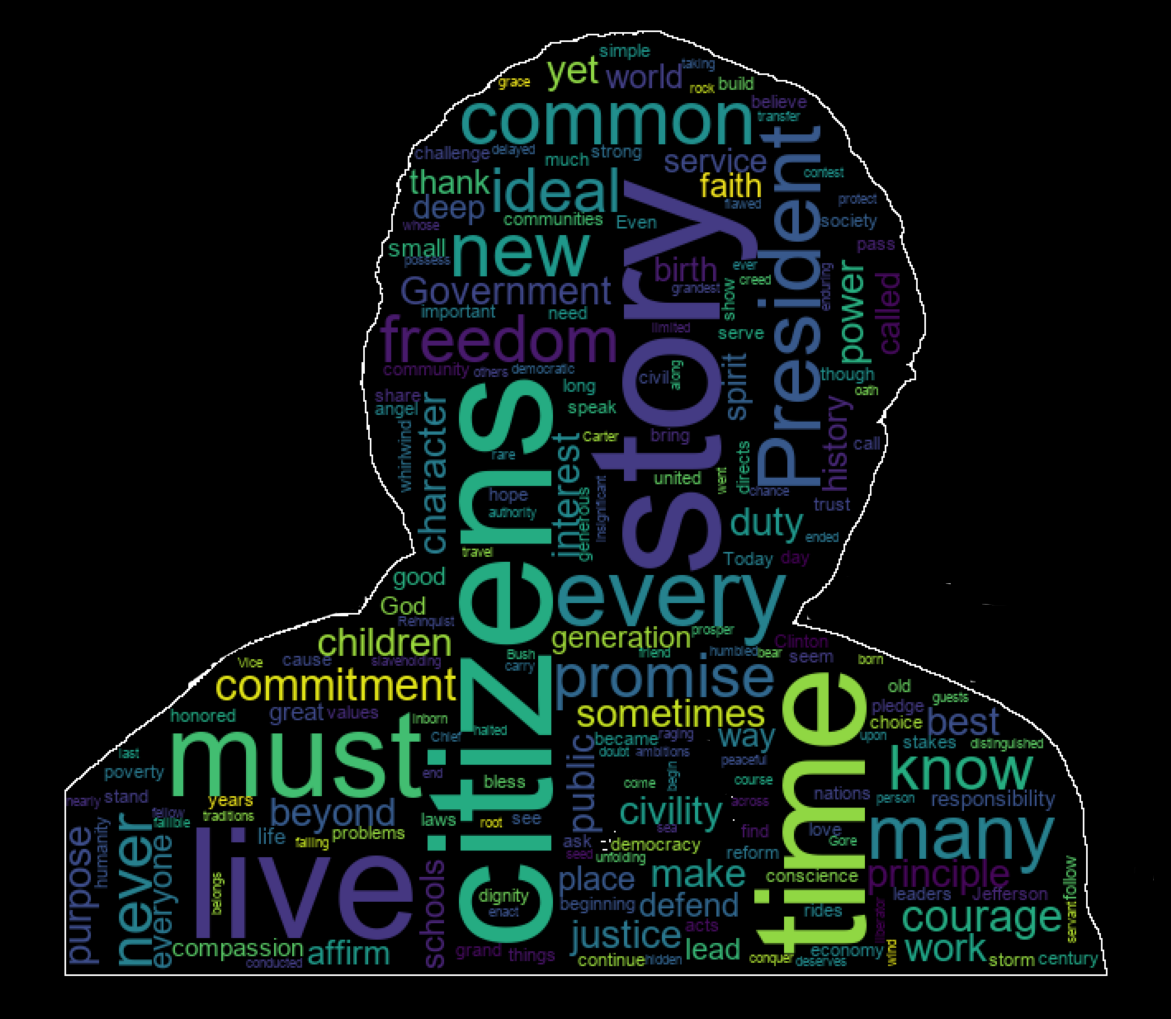 simple
yet world taking
grace rock build
common believe
transfer
challenge delayed much strong service President
thank ideal faith contest
deep communities Even flawed protect
whose society
small new story pass
possess birth ever creed
Government grandest show enduring power called
important need
freedom limited serve
community others democratic civil along spirit though
share long oath
angel character citizens speak
whirlwind interest Carter bring history call
rare united went directs
hope generous insignificant chance trust
authority duty ended
travel Today day
good every
God
Rehnquist generation prosper Clinton
children friend humbled bear seem born
Vice cause slaveholding Bush
carry promise time old guests
commitment sometimes pledge best
honored great values inborn choice
must Chief halted public became raging way upon stakes distinguished
last doubt ambitions peaceful know
poverty end bless come begin course
nearly stand years beyond civility across nations person responsibility
fellow traditions laws root see sea love many
fallible life problems find Gore
purpose humanity never everyone live falling ask democracy reform
belongs schools seed unfolding conscience principle
dignity place make leaders Jefferson follow
enact beginning defend rides liberator courage servant
compassion affirm grand things justice acts lead economy work
conducted continue hidden conquer deserves wind storm century